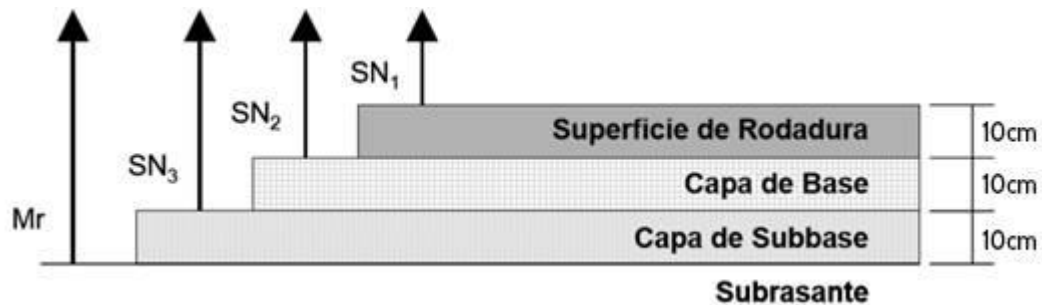 SN₁
Superficie de Rodadura
10cm
SN₂
Capa de Base
10cm
SN₃
Mr
Capa de Subbase
10cm
Subrasante